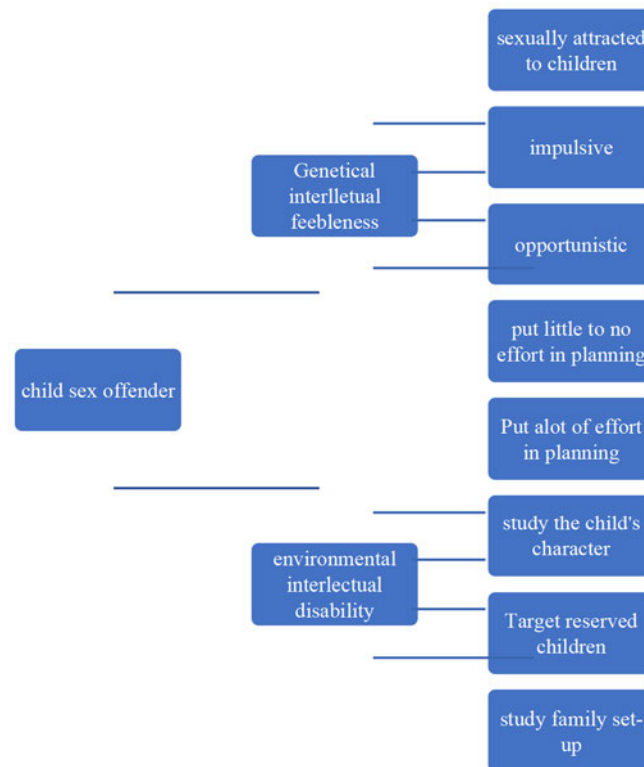 sexually attracted
to children
impulsive
Genetical
interlletual
feebleness
opportunistic
put little to no
effort in planning
child sex offender
Put alot of effort
in planning
study the child's
character
environmental
interlectual
disability
Target reserved
children
study family set-
up